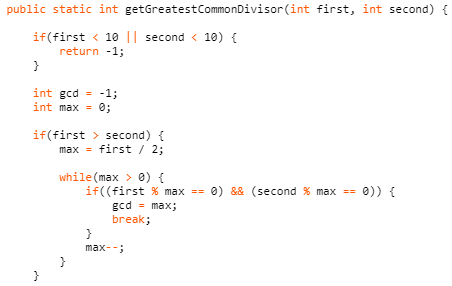 public static int getGreatestCommonDivisor(int first, int second) {
if(first < 10 || second < 10) {
return -1;
}
int gcd = -1;
int max = 0;
if(first > second) {
max = first / 2;
while(max > 0) {
if((first % max == 0) && (second % max == 0)) {
gcd = max;
break;
}
max--;
}
}